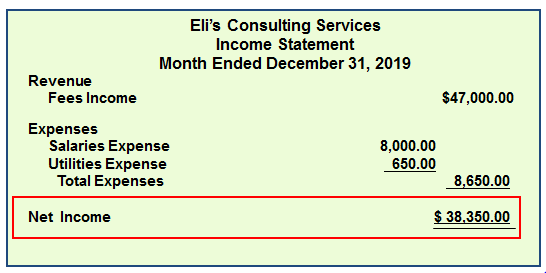 Eli's Consulting Services
Income Statement
Month Ended December 31, 2019
Revenue
Fees Income $47,000.00
Expenses
Salaries Expense 8,000.00
Utilities Expense 650.00
Total Expenses 8,650.00
Net Income $ 38,350.00